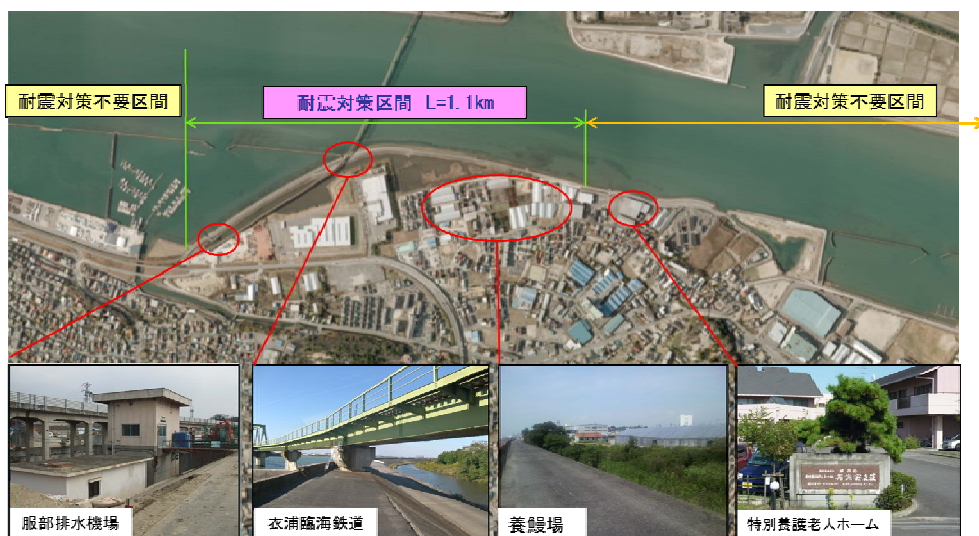 耐震対策不要区間
耐震対策区間 L=1.1km
耐震対策不要区間
服部排水機場
衣浦臨海鉄道
養鰻場
特別養護老人ホーム